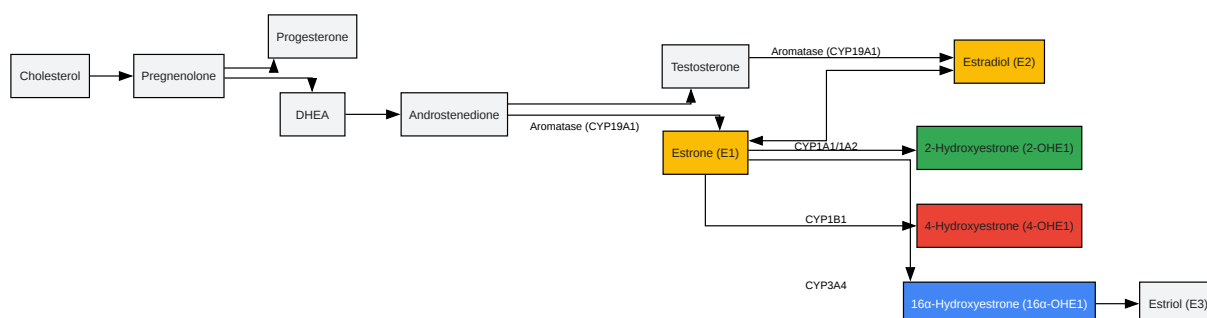 Progesterone
Cholesterol
Pregnenolone
DHEA
Androstenedione
Testosterone
Aromatase (CYP19A1)
Estradiol (E2)
Aromatase (CYP19A1)
Estrone (E1)
CYP1A1/1A2
2-Hydroxyestrone (2-OHE1)
CYP1B1
4-Hydroxyestrone (4-OHE1)
CYP3A4
16α-Hydroxyestrone (16α-OHE1)
Estriol (E3)